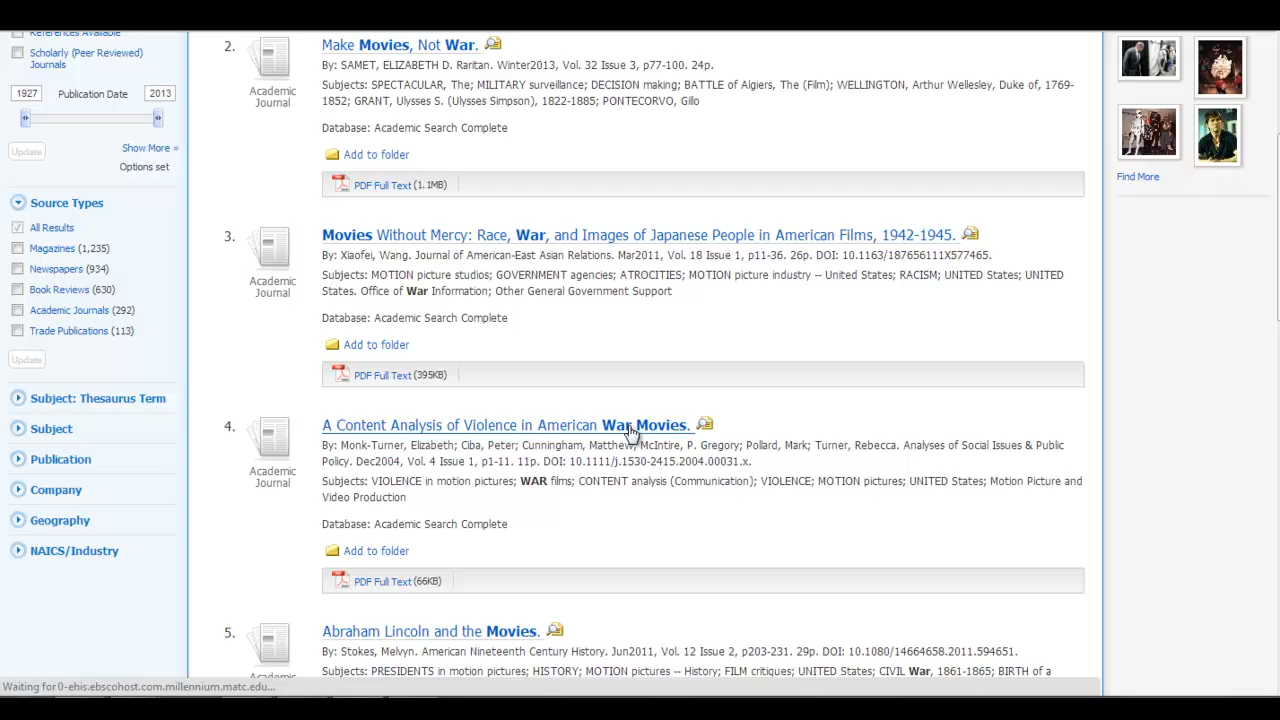 References Available
Scholarly (Peer Reviewed)
Journals
1927 Publication Date 2013
Update
Show More »
Options set
Source Types
All Results
Magazines (1,235)
Newspapers (934)
Book Reviews (630)
Academic Journals (292)
Trade Publications (113)
Update
Subject: Thesaurus Term
Subject
Publication
Company
Geography
NAICS/Industry
2. Make Movies, Not War.
Academic
Journal
By: SAMET, ELIZABETH D. Raritan. Winter2013, Vol. 32 Issue 3, p77-100. 24p.
Subjects: SPECTACULAR, The; MILITARY surveillance; DECISION making; BATTLE of Algiers, The (Film); WELLINGTON, Arthur Wellesley, Duke of, 1769-
1852; GRANT, Ulysses S. (Ulysses Simpson), 1822-1885; PONTECORVO, Gillo
Database: Academic Search Complete
Add to folder
PDF Full Text (1.1MB)
3. Movies Without Mercy: Race, War, and Images of Japanese People in American Films, 1942-1945.
Academic
Journal
By: Xiaofei, Wang. Journal of American-East Asian Relations. Mar2011, Vol. 18 Issue 1, p11-36. 26p. DOI: 10.1163/187656111X577465.
Subjects: MOTION picture studios; GOVERNMENT agencies; ATROCITIES; MOTION picture industry -- United States; RACISM; UNITED States; UNITED
States. Office of War Information; Other General Government Support
Database: Academic Search Complete
Add to folder
PDF Full Text (395KB)
4. A Content Analysis of Violence in American War Movies.
Academic
Journal
By: Monk-Turner, Elizabeth; Ciba, Peter; Cunningham, Matthew; McIntire, P. Gregory; Pollard, Mark; Turner, Rebecca. Analyses of Social Issues & Public
Policy. Dec2004, Vol. 4 Issue 1, p1-11. 11p. DOI: 10.1111/j.1530-2415.2004.00031.x.
Subjects: VIOLENCE in motion pictures; WAR films; CONTENT analysis (Communication); VIOLENCE; MOTION pictures; UNITED States; Motion Picture and
Video Production
Database: Academic Search Complete
Add to folder
PDF Full Text (66KB)
5. Abraham Lincoln and the Movies.
Academic
By: Stokes, Melvyn. American Nineteenth Century History. Jun2011, Vol. 12 Issue 2, p203-231. 29p. DOI: 10.1080/14664658.2011.594651.
Subjects: PRESIDENTS in motion pictures; HISTORY; MOTION pictures -- History; FILM critiques; UNITED States; CIVIL War, 1861-1865; BIRTH of a
Find More
Waiting for 0-ehis.ebscohost.com.millennium.matc.edu...